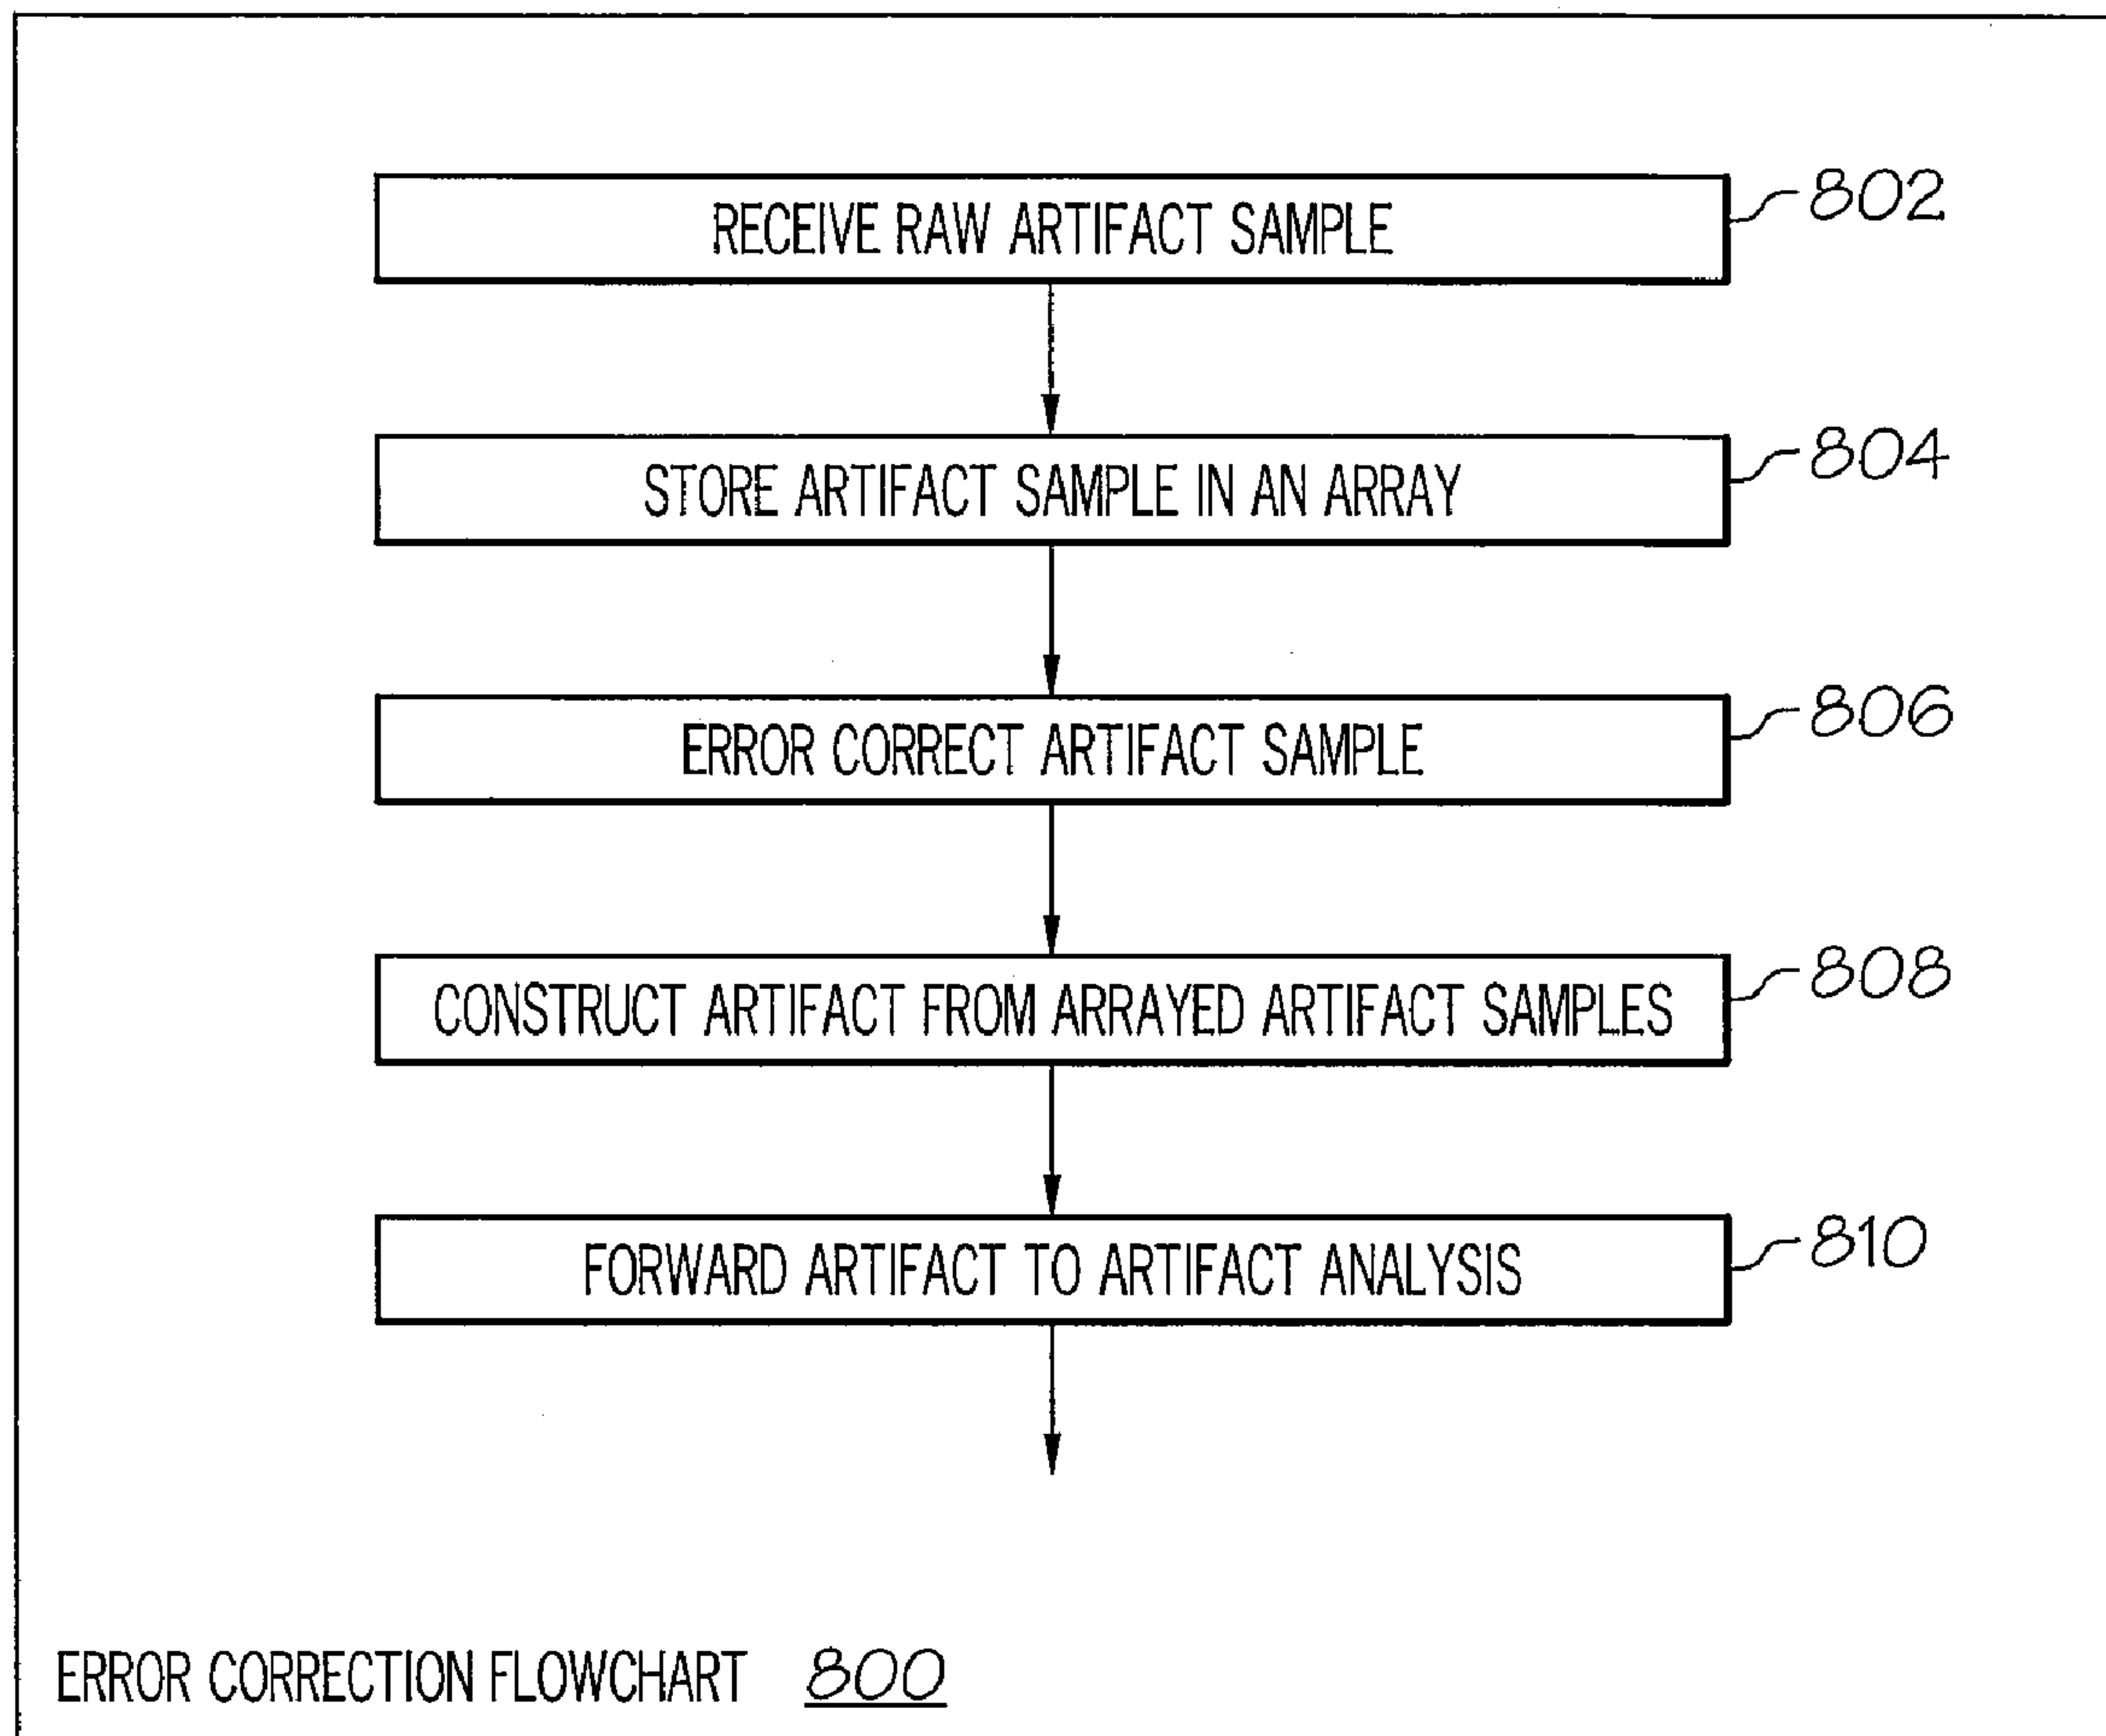 RECEIVE RAW ARTIFACT SAMPLE 802
STORE ARTIFACT SAMPLE IN AN ARRAY 804
ERROR CORRECT ARTIFACT SAMPLE 806
CONSTRUCT ARTIFACT FROM ARRAYED ARTIFACT SAMPLES 808
FORWARD ARTIFACT TO ARTIFACT ANALYSIS 810
ERROR CORRECTION FLOWCHART 800